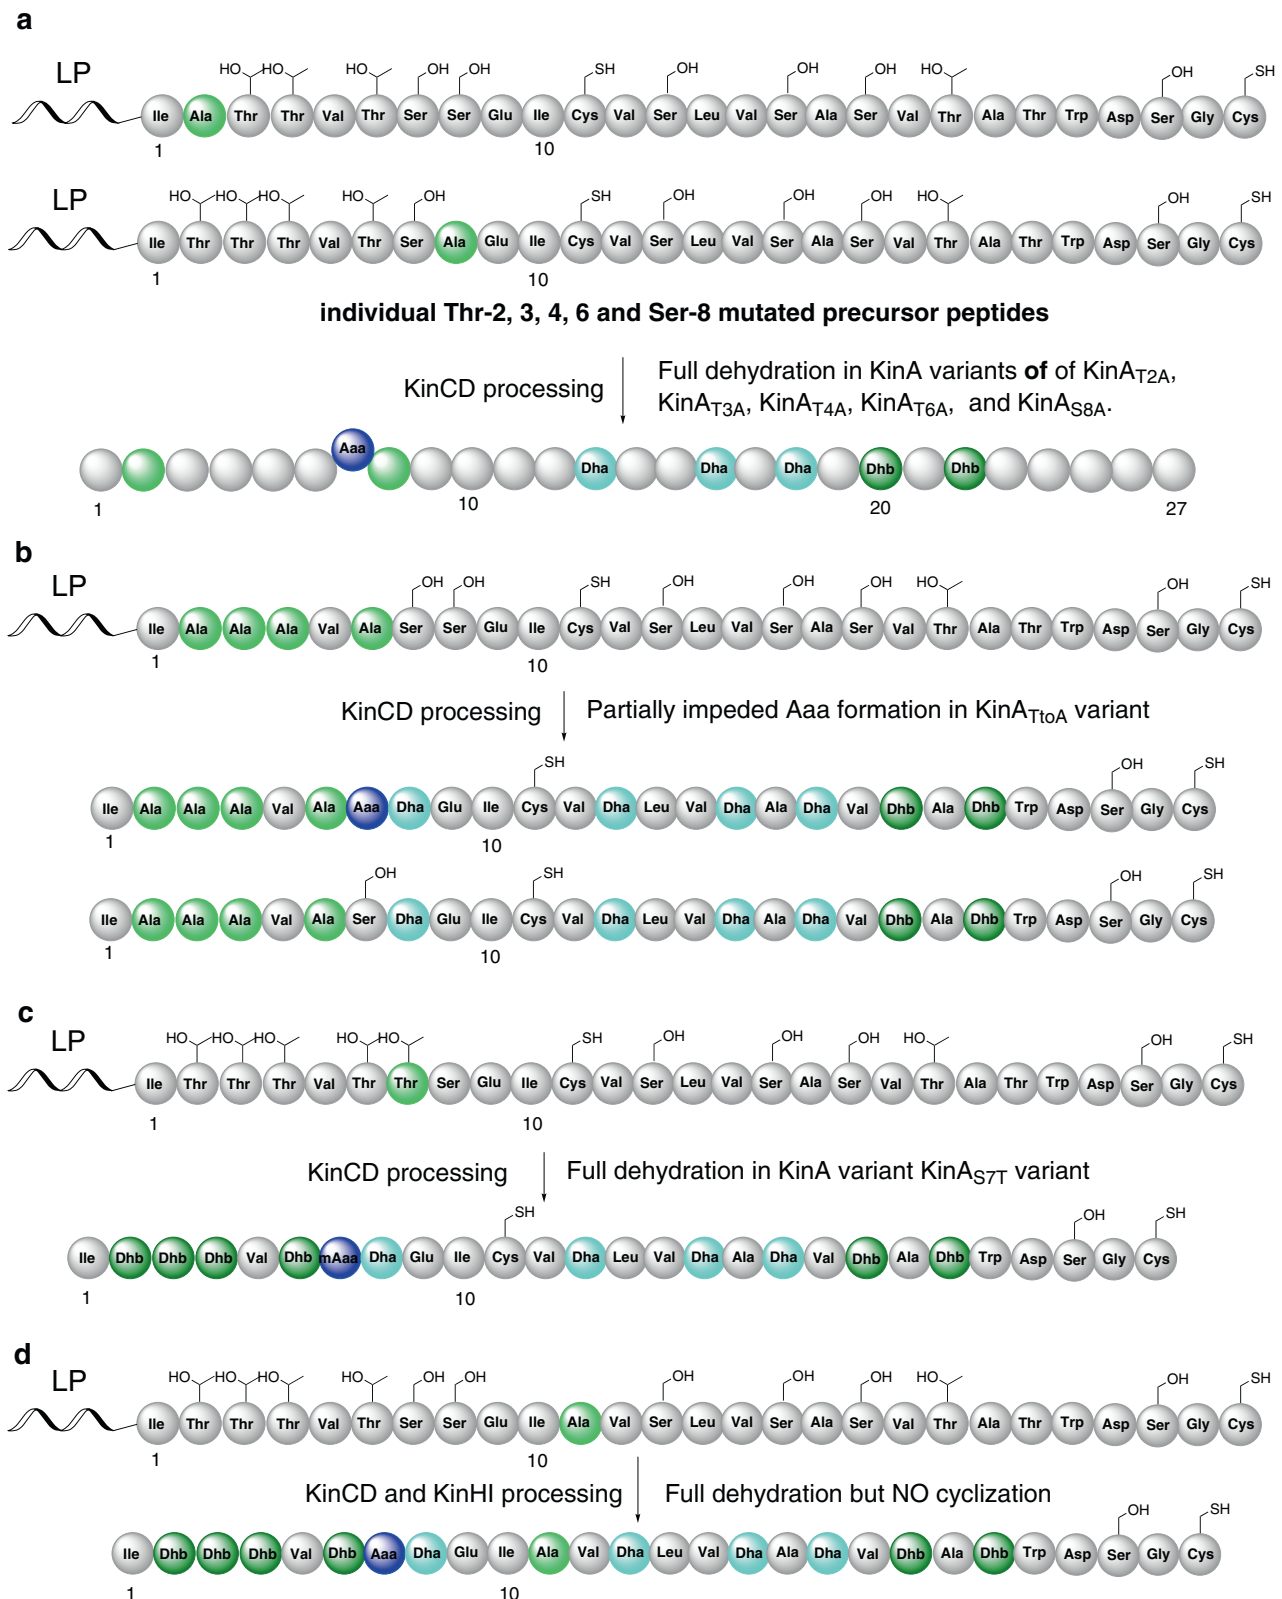 a
HO HO HO OH OH SH OH OH OH HO OH SH
LP
Ile Ala Thr Thr Val Thr Ser Ser Glu Ile Cys Val Ser Leu Val Ser Ala Ser Val Thr Ala Thr Trp Asp Ser Gly Cys
1 10
HO HO HO HO OH SH OH OH OH HO OH SH
LP
Ile Thr Thr Thr Val Thr Ser Ala Glu Ile Cys Val Ser Leu Val Ser Ala Ser Val Thr Ala Thr Trp Asp Ser Gly Cys
1 10
individual Thr-2, 3, 4, 6 and Ser-8 mutated precursor peptides
KinCD processing
Full dehydration in KinA variants of of KinAT2A,
KinAT3A, KinAT4A, KinAT6A, and KinAS8A.
Aaa Dha Dha Dha Dhb Dhb
1 10 20 27
b
OH OH SH OH OH OH HO OH SH
LP
Ile Ala Ala Ala Val Ala Ser Ser Glu Ile Cys Val Ser Leu Val Ser Ala Ser Val Thr Ala Thr Trp Asp Ser Gly Cys
1 10
KinCD processing Partially impeded Aaa formation in KinATtoA variant
SH OH SH
Ile Ala Ala Ala Val Ala Aaa Dha Glu Ile Cys Val Dha Leu Val Dha Ala Dha Val Dhb Ala Dhb Trp Asp Ser Gly Cys
1 10
OH SH OH SH
Ile Ala Ala Ala Val Ala Ser Dha Glu Ile Cys Val Dha Leu Val Dha Ala Dha Val Dhb Ala Dhb Trp Asp Ser Gly Cys
1 10
c
HO HO HO HO HO SH OH OH OH HO OH SH
LP
Ile Thr Thr Thr Val Thr Thr Ser Glu Ile Cys Val Ser Leu Val Ser Ala Ser Val Thr Ala Thr Trp Asp Ser Gly Cys
1 10
KinCD processing Full dehydration in KinA variant KinAS7T variant
SH OH SH
Ile Dhb Dhb Dhb Val Dhb mAaa Dha Glu Ile Cys Val Dha Leu Val Dha Ala Dha Val Dhb Ala Dhb Trp Asp Ser Gly Cys
1 10
d
HO HO HO HO OH OH OH OH OH HO OH SH
LP
Ile Thr Thr Thr Val Thr Ser Ser Glu Ile Ala Val Ser Leu Val Ser Ala Ser Val Thr Ala Thr Trp Asp Ser Gly Cys
1 10
KinCD and KinHI processing Full dehydration but NO cyclization
OH SH
Ile Dhb Dhb Dhb Val Dhb Aaa Dha Glu Ile Ala Val Dha Leu Val Dha Ala Dha Val Dhb Ala Dhb Trp Asp Ser Gly Cys
1 10